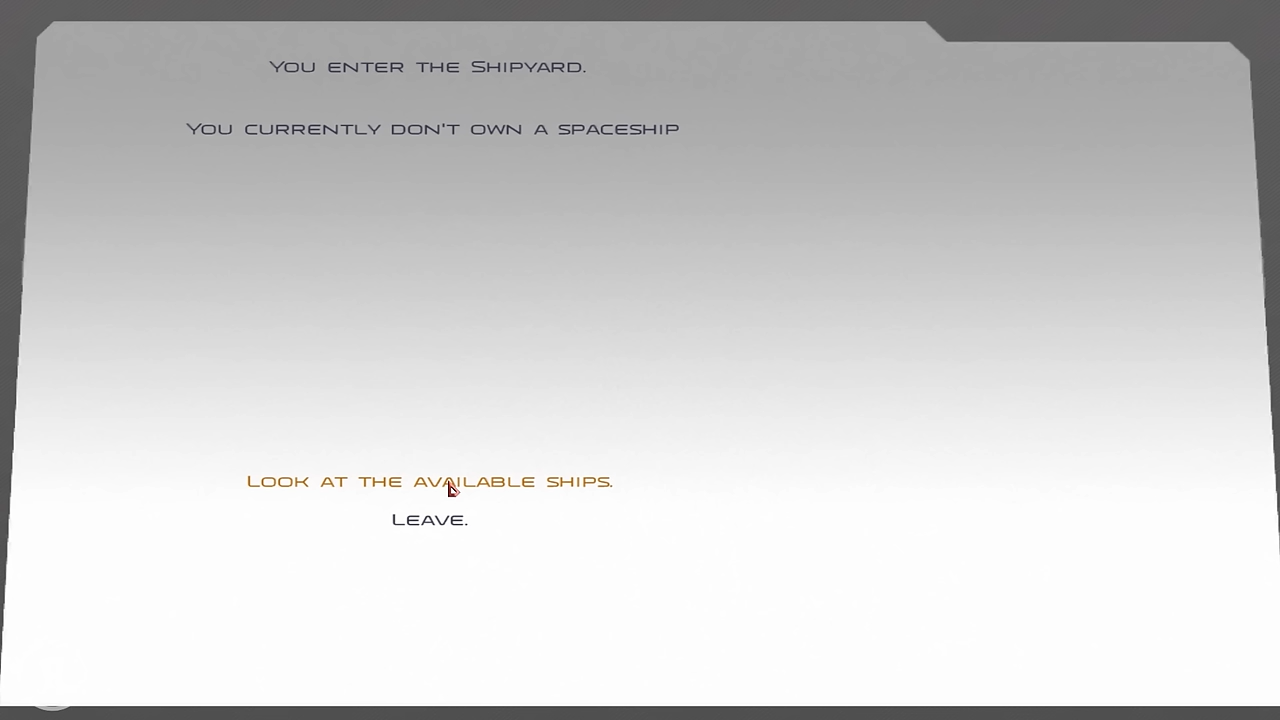 You enter the Shipyard.
You currently don't own a spaceship
Look at the available ships.
Leave.